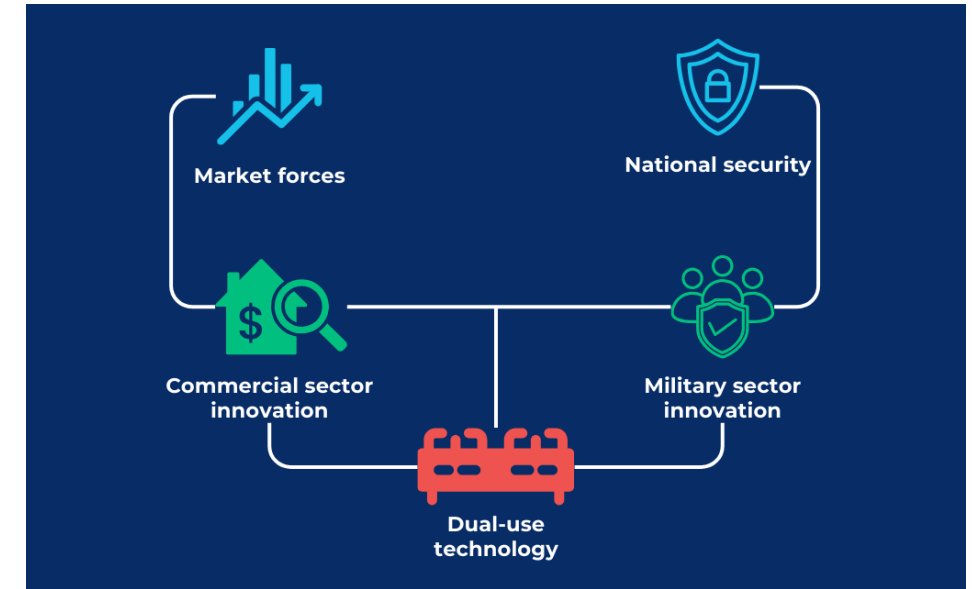 Market forces
National security
$
Commercial sector
innovation
Military sector
innovation
Dual-use
technology